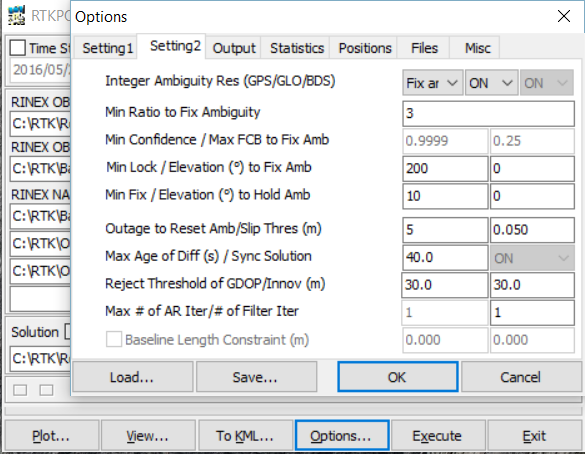 RTKPO
Options
Time St
2016/05/
RINEX OB
C:\RTK\R
RINEX OB
C:\RTK\Ba
RINEX NA
C:\RTK\Ba
C:\RTK\O
C:\RTK\O
Solution
C:\RTK\R
Setting1 Setting2 Output Statistics Positions Files Misc
Integer Ambiguity Res (GPS/GLO/BDS) Fix ar ON ON
Min Ratio to Fix Ambiguity 3
Min Confidence / Max FCB to Fix Amb 0.9999 0.25
Min Lock / Elevation (°) to Fix Amb 200 0
Min Fix / Elevation (°) to Hold Amb 10 0
Outage to Reset Amb/Slip Thres (m) 5 0.050
Max Age of Diff (s) / Sync Solution 40.0 ON
Reject Threshold of GDOP/Innov (m) 30.0 30.0
Max # of AR Iter/# of Filter Iter 1 1
Baseline Length Constraint (m) 0.000 0.000
Load... Save... OK Cancel
Plot... View... To KML... Options... Execute Exit